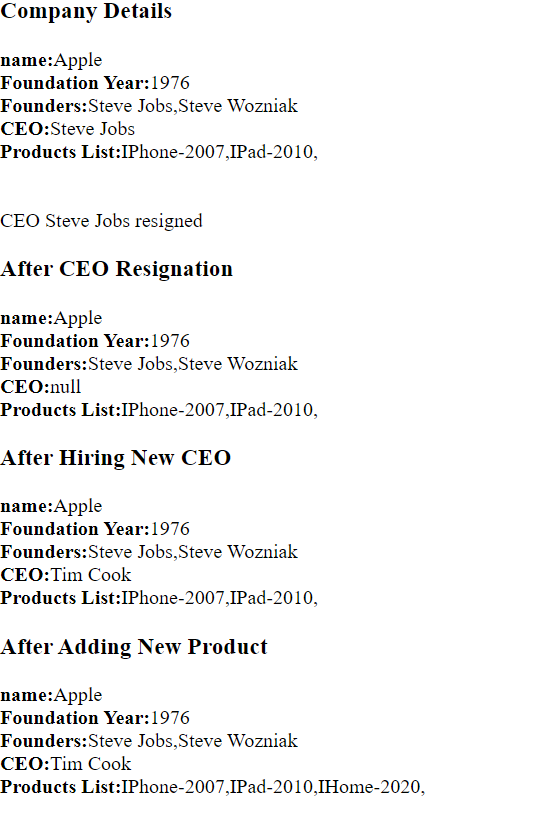 Company Details
name:Apple
Foundation Year:1976
Founders:Steve Jobs,Steve Wozniak
CEO:Steve Jobs
Products List:IPhone-2007,IPad-2010,
CEO Steve Jobs resigned
After CEO Resignation
name:Apple
Foundation Year:1976
Founders:Steve Jobs,Steve Wozniak
CEO:null
Products List:IPhone-2007,IPad-2010,
After Hiring New CEO
name:Apple
Foundation Year:1976
Founders:Steve Jobs,Steve Wozniak
CEO:Tim Cook
Products List:IPhone-2007,IPad-2010,
After Adding New Product
name:Apple
Foundation Year:1976
Founders:Steve Jobs,Steve Wozniak
CEO:Tim Cook
Products List:IPhone-2007,IPad-2010,IHome-2020,